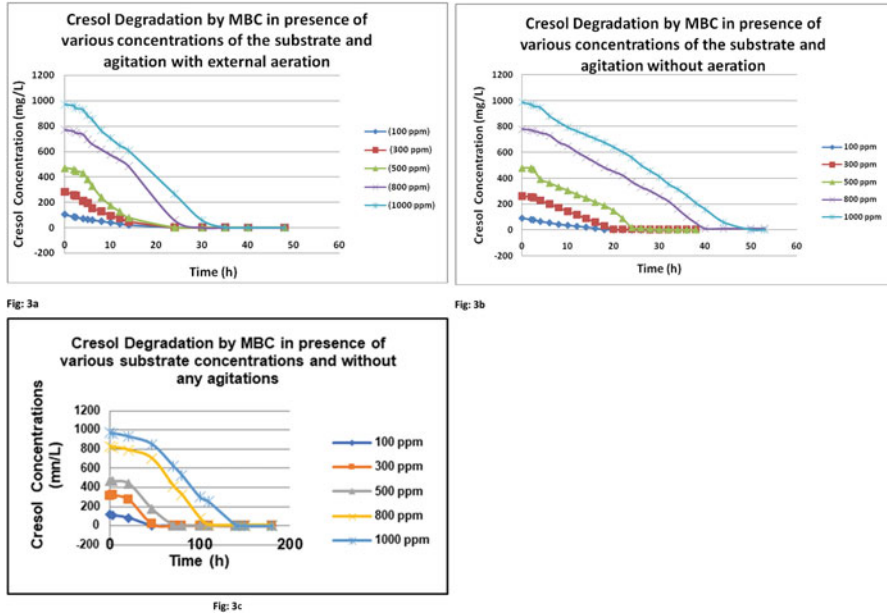 Cresol Degradation by MBC in presence of
various concentrations of the substrate and
agitation with external aeration
Cresol Concentration (mg/L)
1200
1000
800
600
400
200
0
-200
0
10
20
30
40
50
60
Time (h)
(100 ppm)
(300 ppm)
(500 ppm)
(800 ppm)
(1000 ppm)
Fig: 3a
Cresol Degradation by MBC in presence of
various concentrations of the substrate and
agitation without aeration
Cresol Concentration (mg/L)
1200
1000
800
600
400
200
0
-200
0
10
20
30
40
50
60
Time (h)
100 ppm
300 ppm
500 ppm
800 ppm
1000 ppm
Fig: 3b
Cresol Degradation by MBC in presence of
various substrate concentrations and without
any agitations
Cresol Concentrations
(mn/L)
1200
1000
800
600
400
200
0
-200
0
100
200
Time (h)
100 ppm
300 ppm
500 ppm
800 ppm
1000 ppm
Fig: 3c